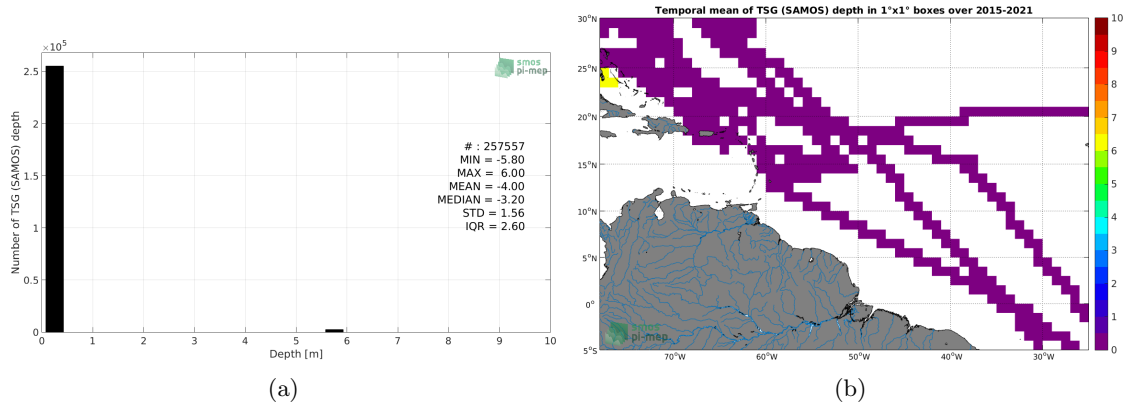 ×10⁵
2.5
2
1.5
1
0.5
0
0 1 2 3 4 5 6 7 8 9 10
Number of TSG (SAMOS) depth
Depth [m]
smos
pi-mep
# : 257557
MIN = -5.80
MAX = 6.00
MEAN = -4.00
MEDIAN = -3.20
STD = 1.56
IQR = 2.60
(a)
Temporal mean of TSG (SAMOS) depth in 1°x1° boxes over 2015-2021
30°N
25°N
20°N
15°N
10°N
5°N
0°
5°S
70°W 60°W 50°W 40°W 30°W
smos
pi-mep
10
9
8
7
6
5
4
3
2
1
0
(b)